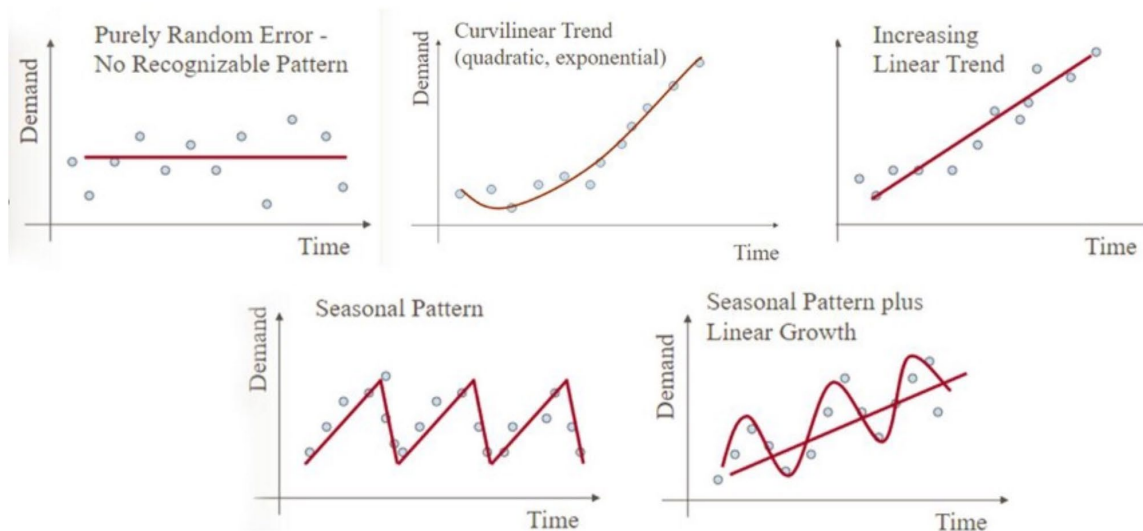 Purely Random Error -
No Recognizable Pattern
Demand
Time
Curvilinear Trend
(quadratic, exponential)
Demand
Time
Increasing
Linear Trend
Demand
Time
Seasonal Pattern
Demand
Time
Seasonal Pattern plus
Linear Growth
Demand
Time